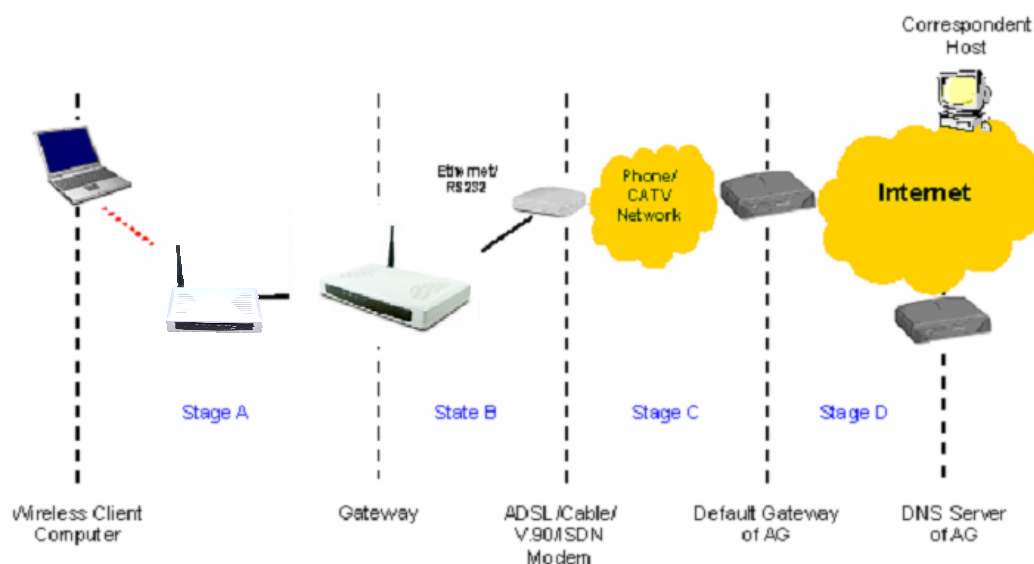 Correspondent
Host
Ethernet/
RS232
Phone/
CATV
Network
Internet
Stage A
State B
Stage C
Stage D
Wireless Client
Computer
Gateway
ADSL/Cable/
V.90/ISDN
Modem
Default Gateway
of AG
DNS Server
of AG